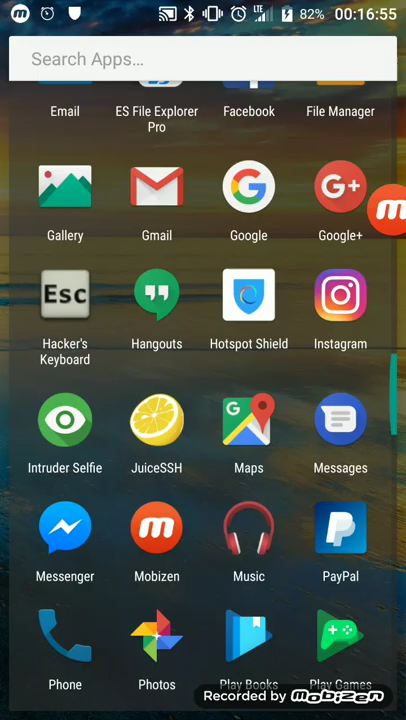 LTE 82% 00:16:55
Search Apps…
Email ES File Explorer Pro Facebook File Manager
Gallery Gmail Google Google+
Esc
Hacker's Keyboard Hangouts Hotspot Shield Instagram
Intruder Selfie JuiceSSH Maps Messages
Messenger Mobizen Music PayPal
Phone Photos Play Books Play Games
Recorded by mobizen